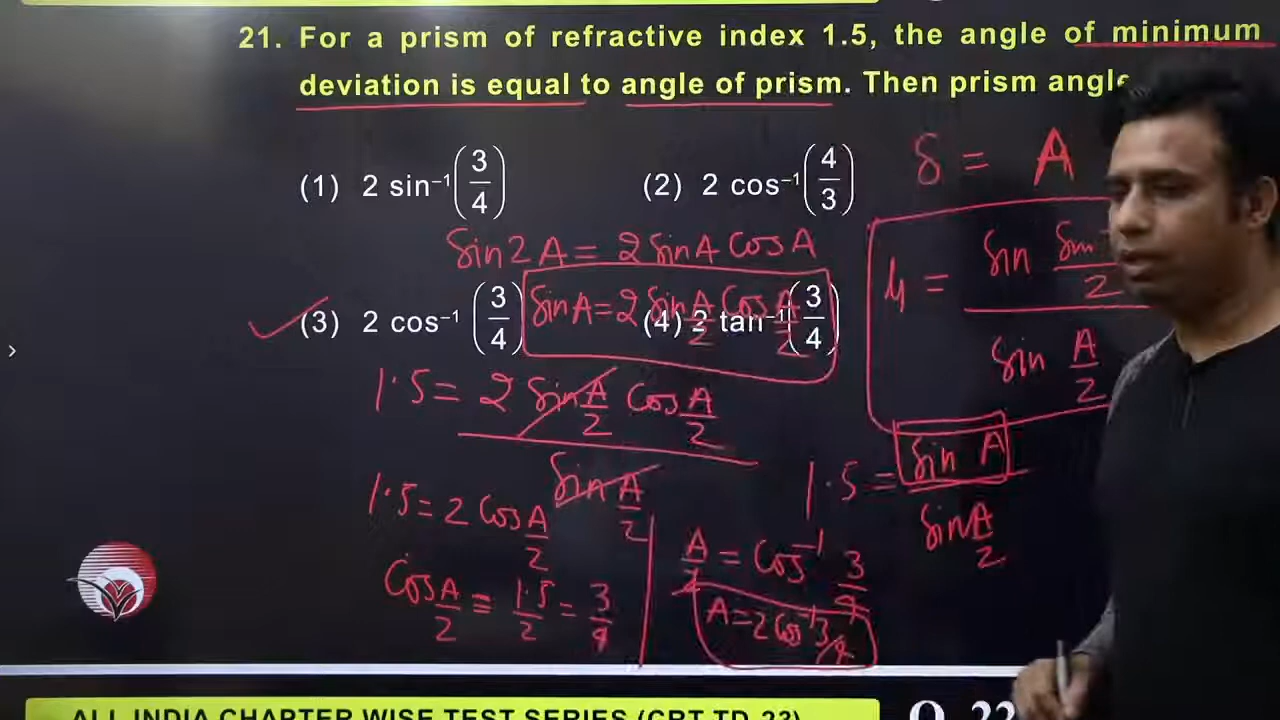 21. For a prism of refractive index 1.5, the angle of minimum
deviation is equal to angle of prism. Then prism angle
(1) 2 sin⁻¹(3/4)
(2) 2 cos⁻¹(4/3)
δ = A
sin 2A = 2 sin A cos A
μ =
sin A/2
(3) 2 cos⁻¹(3/4)
sin A = 2 sin A/2 cos A/2
(4) 2 tan⁻¹(3/4)
1.5 = 2 sin A/2 cos A/2
sin A/2
1.5 = sin A / sin A/2
1.5 = 2 cos A/2
cos A/2 = 1.5/2 = 3/4
A/2 = cos⁻¹ 3/4
A = 2 cos⁻¹ 3/4
ALL INDIA CHAPTER WISE TEST SERIES (CRT TD-23)
Q. 22